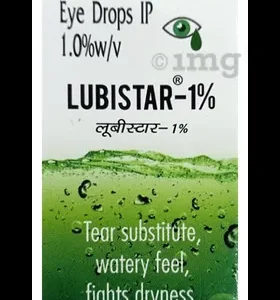 Eye Drops IP
1.0%w/v
1mg
LUBISTAR®-1%
लूबीस्टार-1%
Tear substitute,
watery feel,
fights dryness